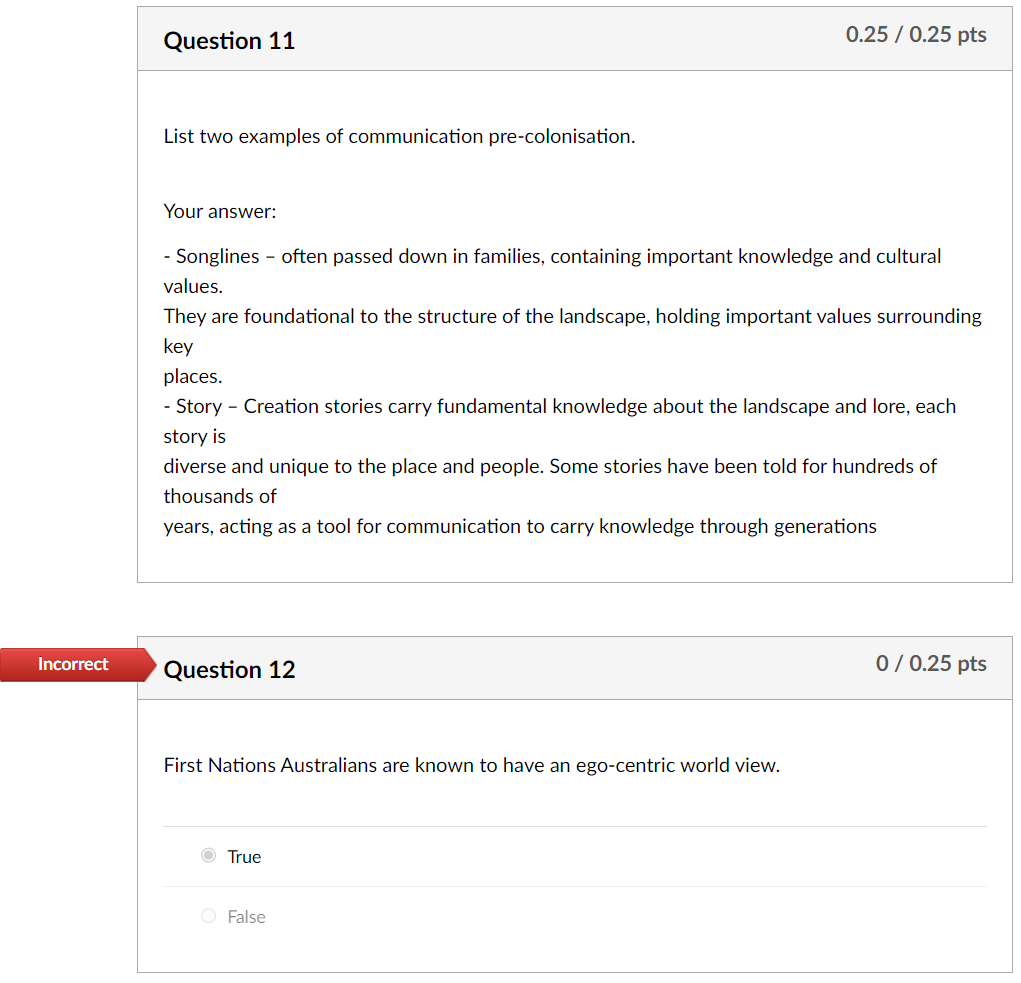 Question 11
0.25 / 0.25 pts
List two examples of communication pre-colonisation.
Your answer:
- Songlines – often passed down in families, containing important knowledge and cultural
values.
They are foundational to the structure of the landscape, holding important values surrounding
key
places.
- Story – Creation stories carry fundamental knowledge about the landscape and lore, each
story is
diverse and unique to the place and people. Some stories have been told for hundreds of
thousands of
years, acting as a tool for communication to carry knowledge through generations
Incorrect
Question 12
0 / 0.25 pts
First Nations Australians are known to have an ego-centric world view.
True
False